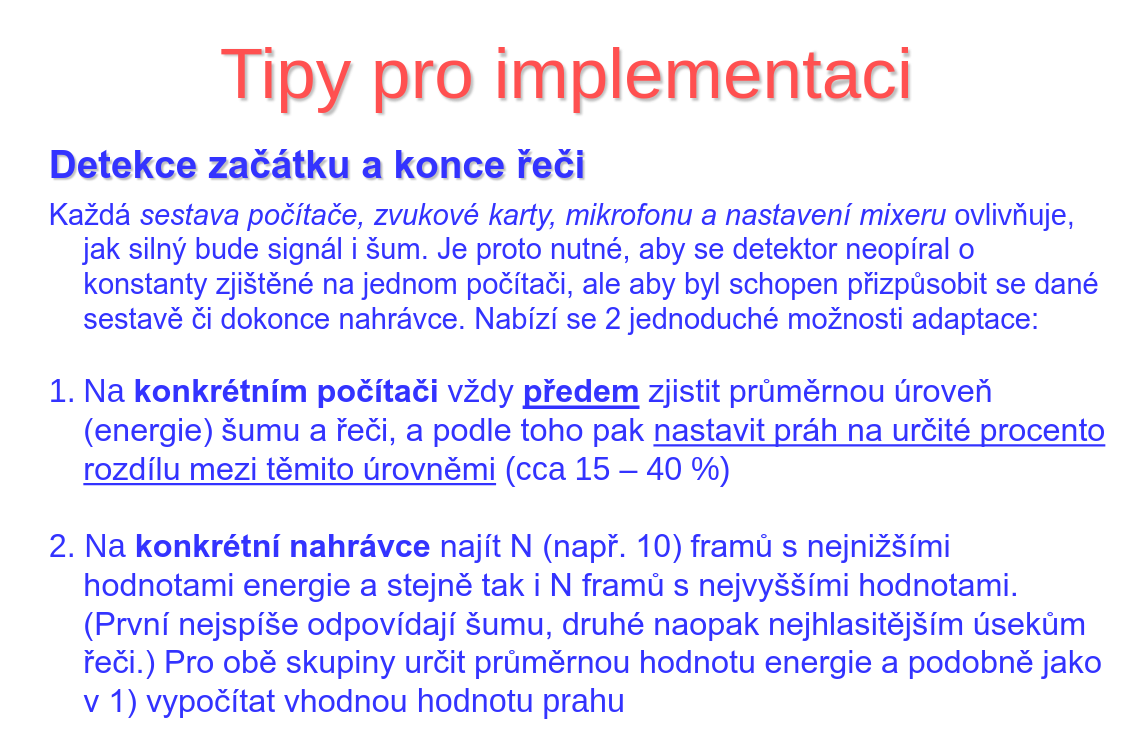 Tipy pro implementaci
Detekce začátku a konce řeči
Každá sestava počítače, zvukové karty, mikrofonu a nastavení mixeru ovlivňuje,
jak silný bude signál i šum. Je proto nutné, aby se detektor neopíral o
konstanty zjištěné na jednom počítači, ale aby byl schopen přizpůsobit se dané
sestavě či dokonce nahrávce. Nabízí se 2 jednoduché možnosti adaptace:
1. Na konkrétním počítači vždy předem zjistit průměrnou úroveň
(energie) šumu a řeči, a podle toho pak nastavit práh na určité procento
rozdílu mezi těmito úrovněmi (cca 15 – 40 %)
2. Na konkrétní nahrávce najít N (např. 10) framů s nejnižšími
hodnotami energie a stejně tak i N framů s nejvyššími hodnotami.
(První nejspíše odpovídají šumu, druhé naopak nejhlasitějším úsekům
řeči.) Pro obě skupiny určit průměrnou hodnotu energie a podobně jako
v 1) vypočítat vhodnou hodnotu prahu